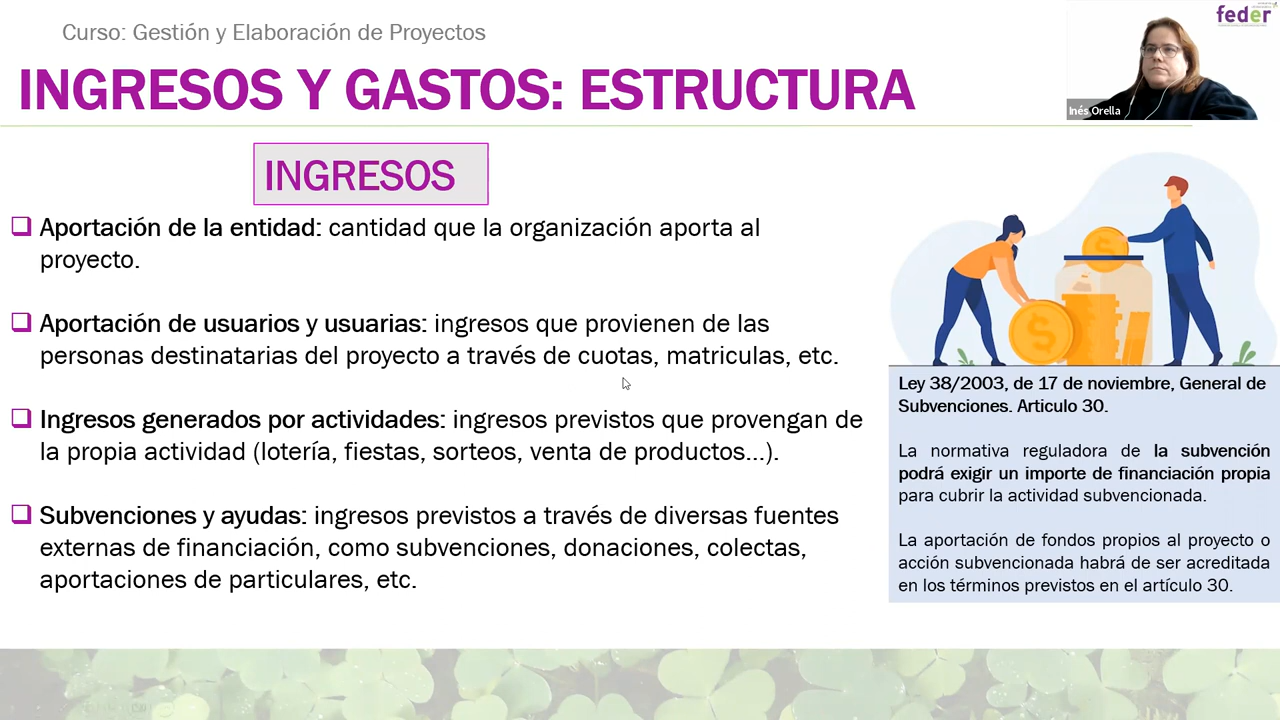 Curso: Gestión y Elaboración de Proyectos
feder
INGRESOS Y GASTOS: ESTRUCTURA
Inés Orella
INGRESOS
Aportación de la entidad: cantidad que la organización aporta al
proyecto.
Aportación de usuarios y usuarias: ingresos que provienen de las
personas destinatarias del proyecto a través de cuotas, matriculas, etc.
Ingresos generados por actividades: ingresos previstos que provengan de
la propia actividad (lotería, fiestas, sorteos, venta de productos...).
Subvenciones y ayudas: ingresos previstos a través de diversas fuentes
externas de financiación, como subvenciones, donaciones, colectas,
aportaciones de particulares, etc.
Ley 38/2003, de 17 de noviembre, General de
Subvenciones. Articulo 30.
La normativa reguladora de la subvención
podrá exigir un importe de financiación propia
para cubrir la actividad subvencionada.
La aportación de fondos propios al proyecto o
acción subvencionada habrá de ser acreditada
en los términos previstos en el artículo 30.